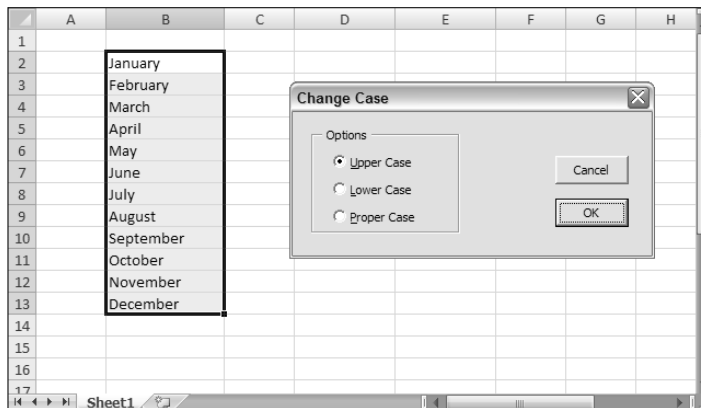 A B C D E F G H
1
2 January
3 February
4 March
5 April
6 May
7 June
8 July
9 August
10 September
11 October
12 November
13 December
14
15
16
17
Change Case
Options
Upper Case
Lower Case
Proper Case
Cancel
OK
Sheet1